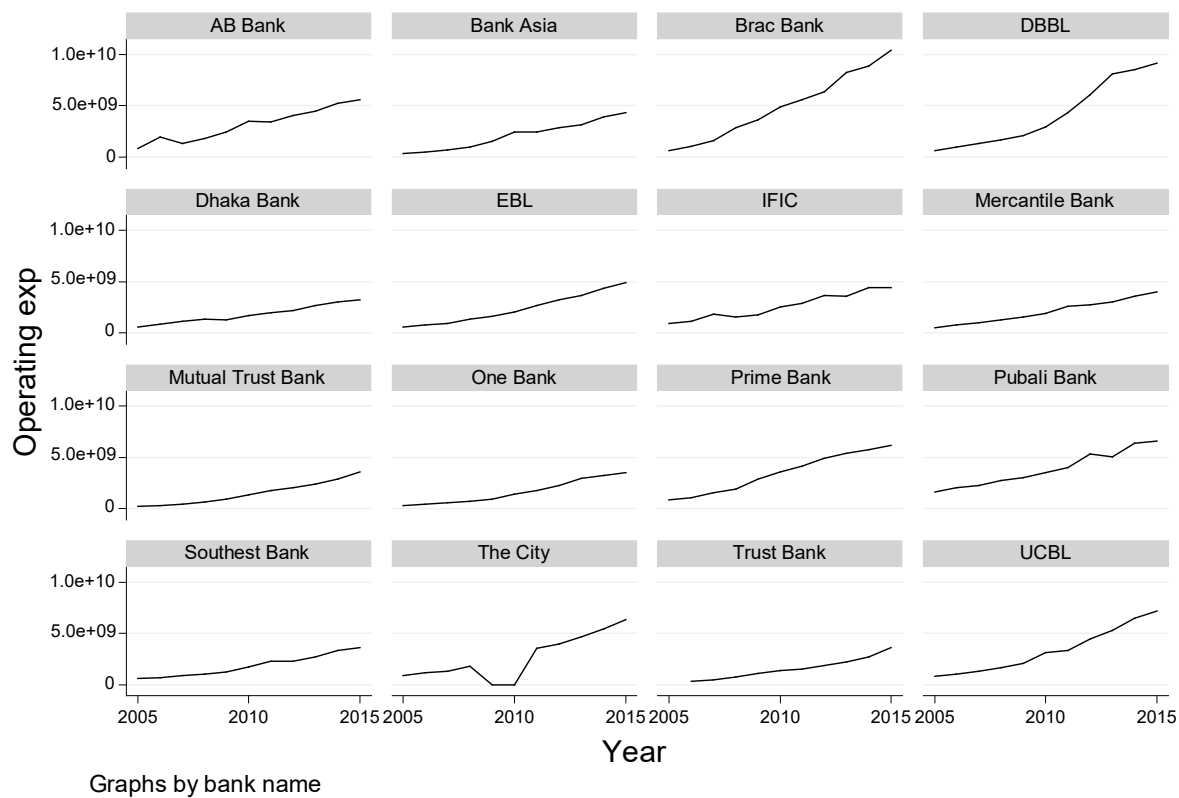 AB Bank
Bank Asia
Brac Bank
DBBL
1.0e+10
5.0e+09
0
Dhaka Bank
EBL
IFIC
Mercantile Bank
1.0e+10
5.0e+09
0
Operating exp
Mutual Trust Bank
One Bank
Prime Bank
Pubali Bank
1.0e+10
5.0e+09
0
Southest Bank
The City
Trust Bank
UCBL
1.0e+10
5.0e+09
0
2005 2010 2015 2005 2010 2015 2005 2010 2015 2005 2010 2015
Year
Graphs by bank name